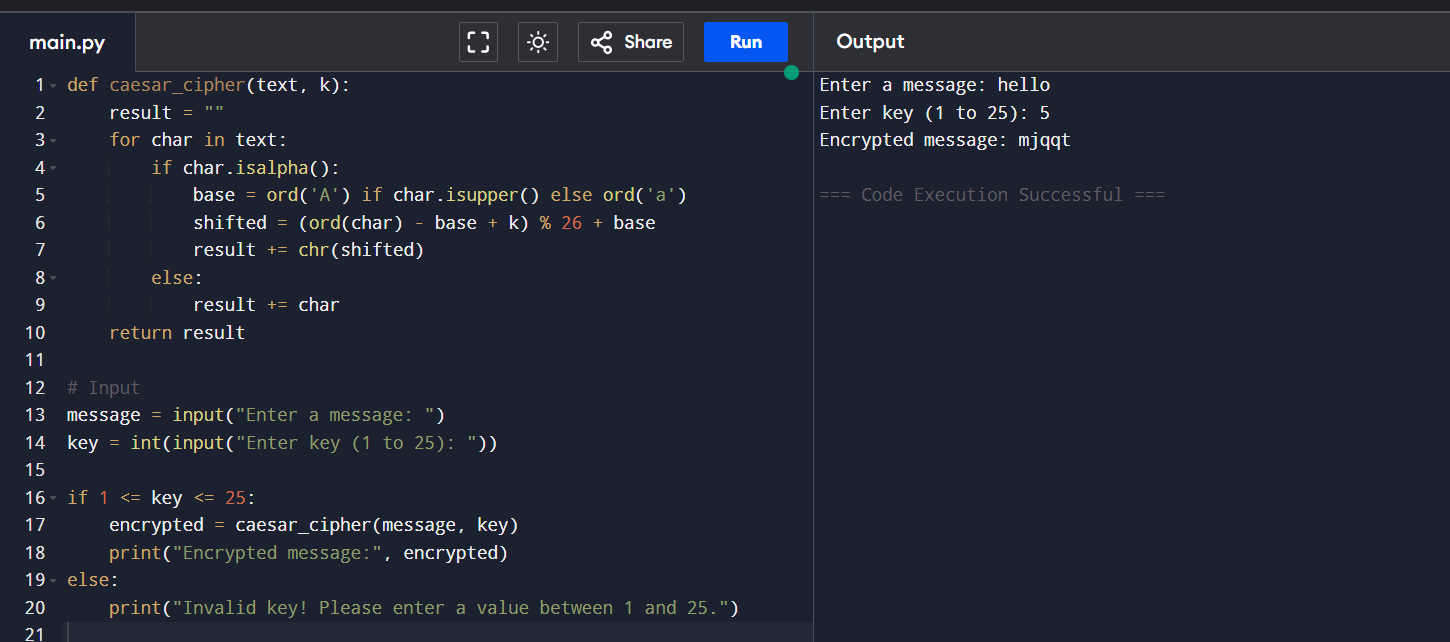 main.py
Share
Run
Output
1 def caesar_cipher(text, k):
2     result = ""
3     for char in text:
4         if char.isalpha():
5             base = ord('A') if char.isupper() else ord('a')
6             shifted = (ord(char) - base + k) % 26 + base
7             result += chr(shifted)
8         else:
9             result += char
10     return result
11
12 # Input
13 message = input("Enter a message: ")
14 key = int(input("Enter key (1 to 25): "))
15
16 if 1 <= key <= 25:
17     encrypted = caesar_cipher(message, key)
18     print("Encrypted message:", encrypted)
19 else:
20     print("Invalid key! Please enter a value between 1 and 25.")
21
Enter a message: hello
Enter key (1 to 25): 5
Encrypted message: mjqqt
=== Code Execution Successful ===